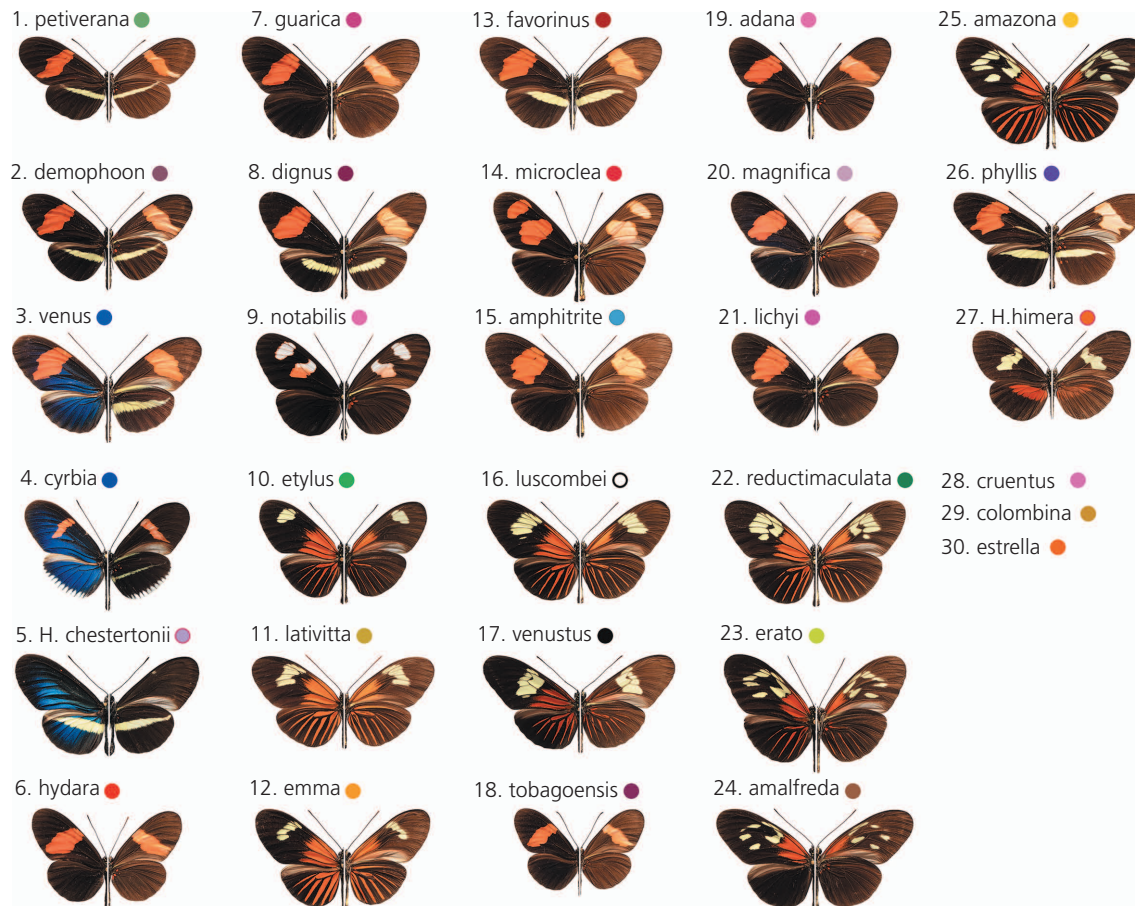 1. petiverana
2. demophoon
3. venus
4. cyrbia
5. H. chestertonii
6. hydara
7. guarica
8. dignus
9. notabilis
10. etylus
11. lativitta
12. emma
13. favorinus
14. microclea
15. amphitrite
16. luscombei
17. venustus
18. tobagoensis
19. adana
20. magnifica
21. lichyi
22. reductimaculata
23. erato
24. amalfreda
25. amazona
26. phyllis
27. H.himera
28. cruentus
29. colombina
30. estrella